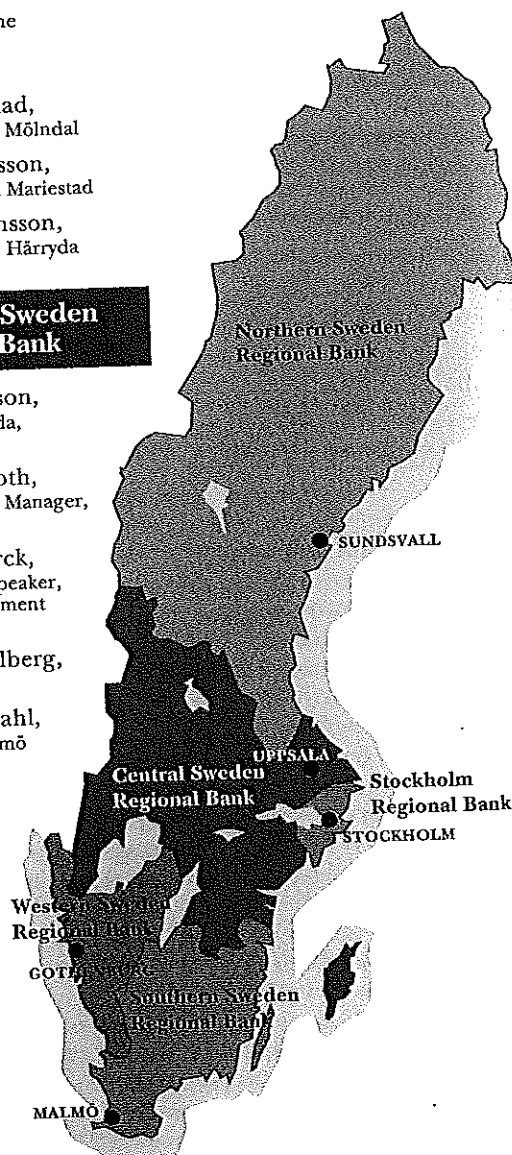 ne
ad,
Mölndal
sson,
Mariestad
nsson,
Härryda
Sweden
Bank
son,
da,
oth,
Manager,
rck,
peaker,
ment
lberg,
ahl,
mö
Northern Sweden
Regional Bank
SUNDSVALL
UPPSALA
Central Sweden
Regional Bank
Stockholm
Regional Bank
STOCKHOLM
Western Sweden
Regional Bank
GOTHENBURG
Southern Sweden
Regional Bank
MALMÖ